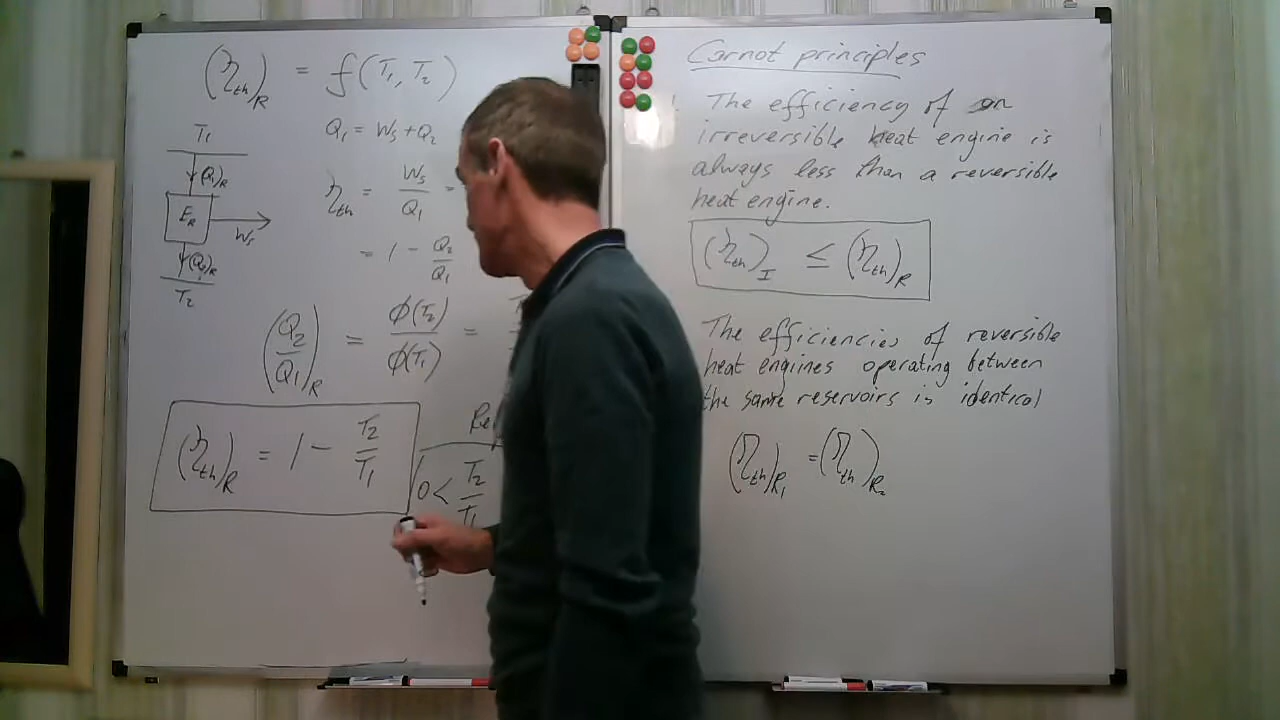 (η_th)_R = f(T₁, T₂)
T₁
(Q₁)_R
E_R
W_s
(Q₂)_R
T₂
Q₁ = W_s + Q₂
η_th = W_s/Q₁ =
= 1 - Q₂/Q₁
(Q₂/Q₁)_R = ϕ(T₂)/ϕ(T₁) =
(η_th)_R = 1 - T₂/T₁
0 < T₂/T₁
Carnot principles
The efficiency of an
irreversible heat engine is
always less than a reversible
heat engine.
(η_th)_I ≤ (η_th)_R
The efficiencies of reversible
heat engines operating between
the same reservoirs is identical
(η_th)_R₁ = (η_th)_R₂